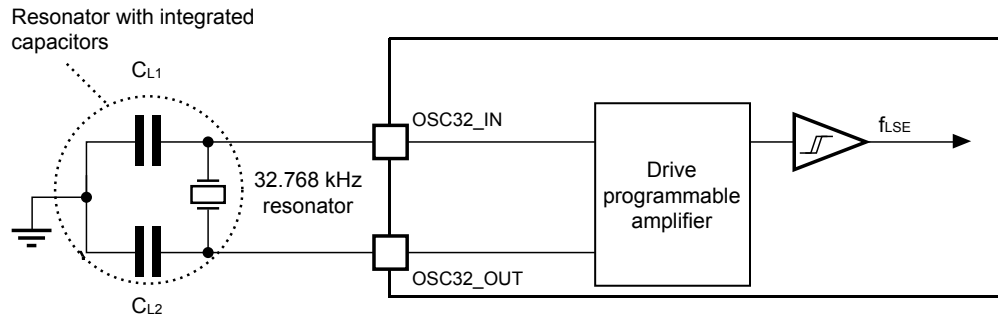 Resonator with integrated
capacitors
CL1
OSC32_IN
fLSE
32.768 kHz
resonator
Drive
programmable
amplifier
OSC32_OUT
CL2